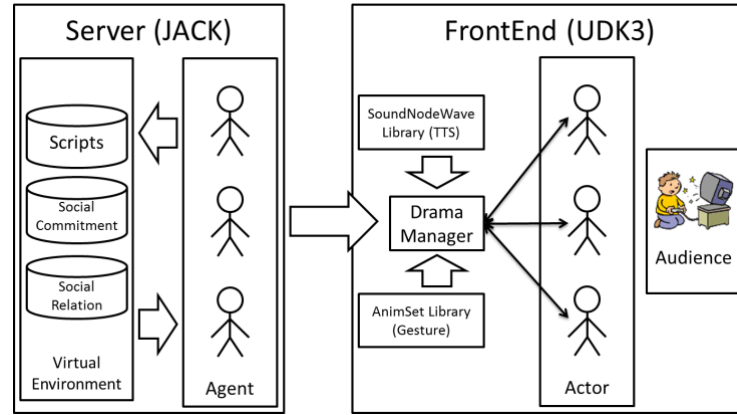 Server (JACK)
Scripts
Social
Commitment
Social
Relation
Virtual
Environment
Agent
FrontEnd (UDK3)
SoundNodeWave
Library (TTS)
Drama
Manager
AnimSet Library
(Gesture)
Actor
Audience